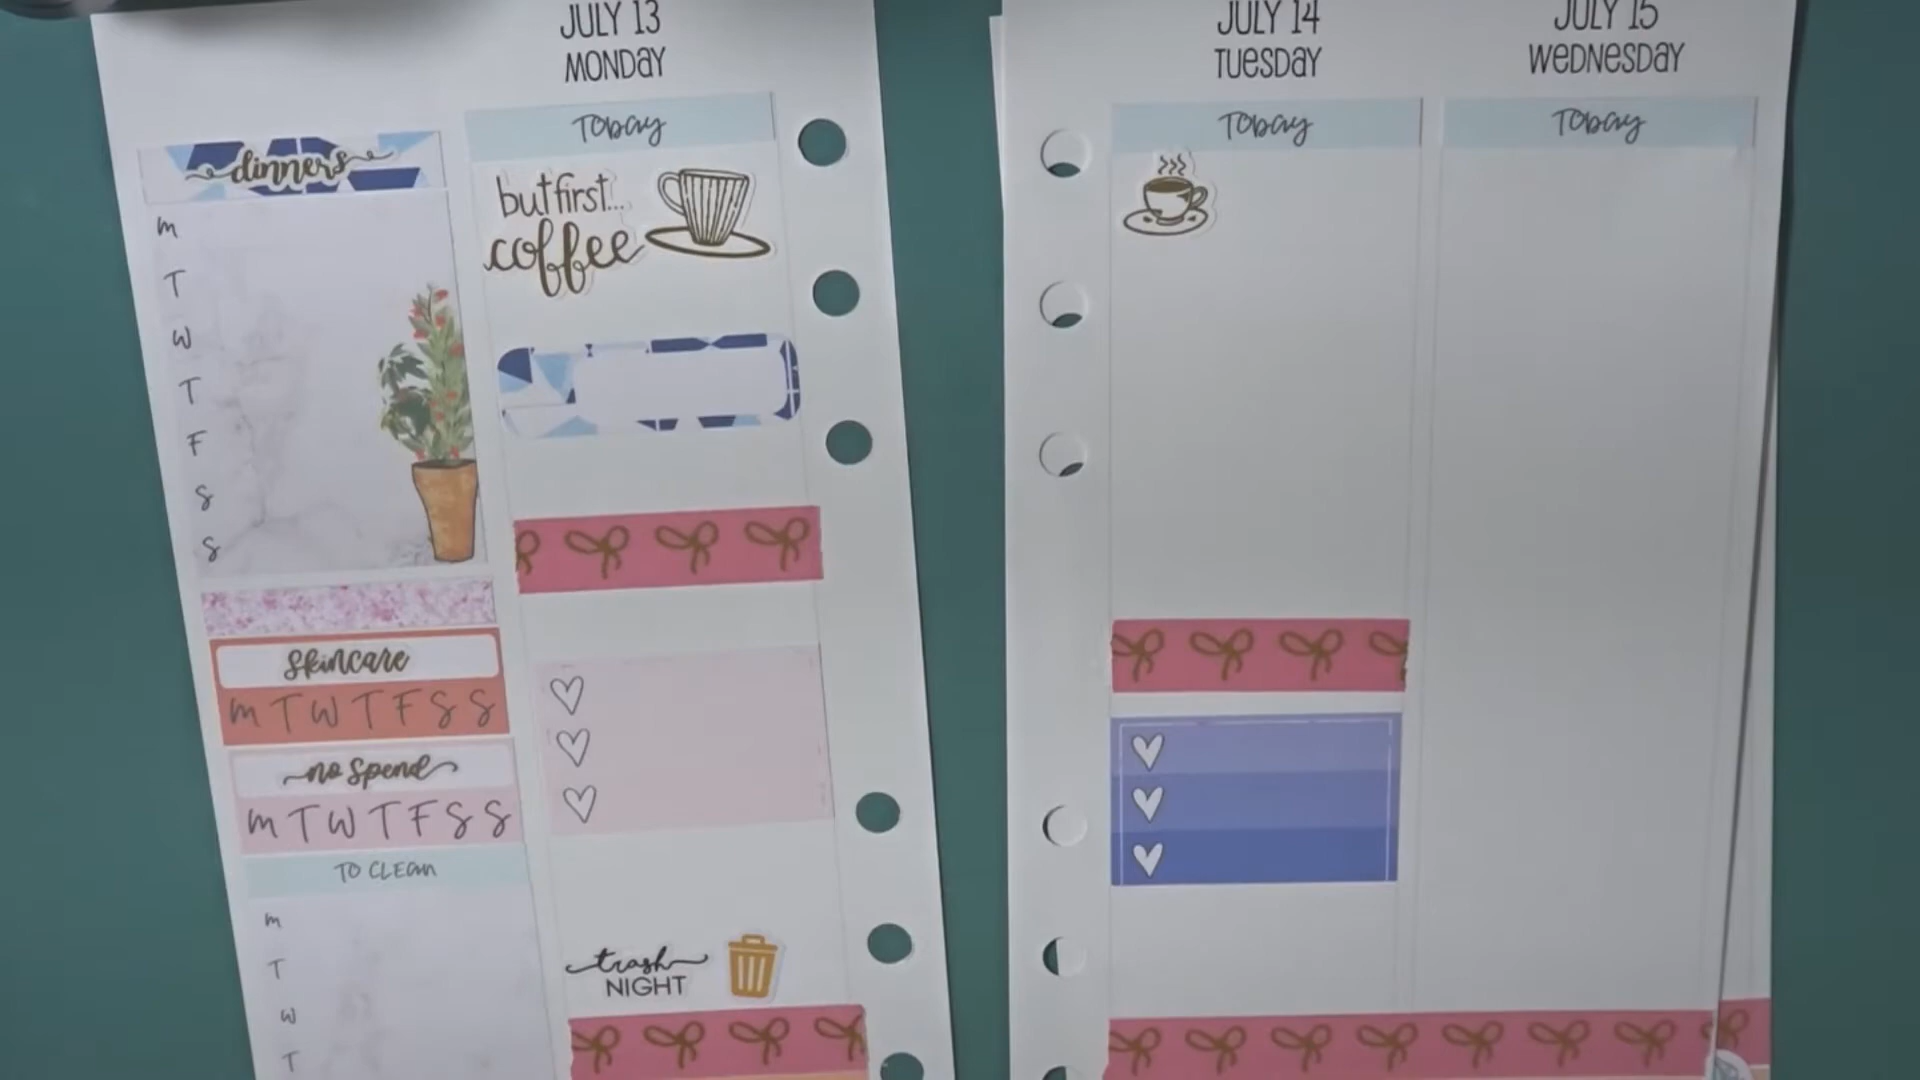 JULY 13
MONDAY
dinners
M
T
W
T
F
S
S
skincare
M T W T F S S
no spend
M T W T F S S
TO CLEAN
M
T
W
T
TODAY
but first...
coffee
trash
NIGHT
JULY 14
TUESDAY
TODAY
JULY 15
WEDNESDAY
TODAY